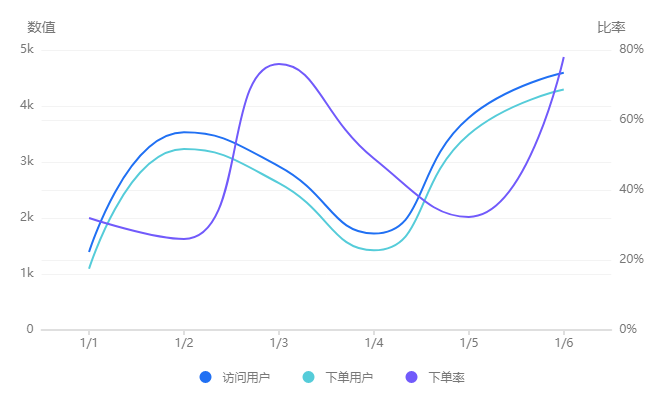 数值 比率
5k 80%
4k 60%
3k 40%
2k 20%
1k 0%
0
1/1 1/2 1/3 1/4 1/5 1/6
访问用户 下单用户 下单率